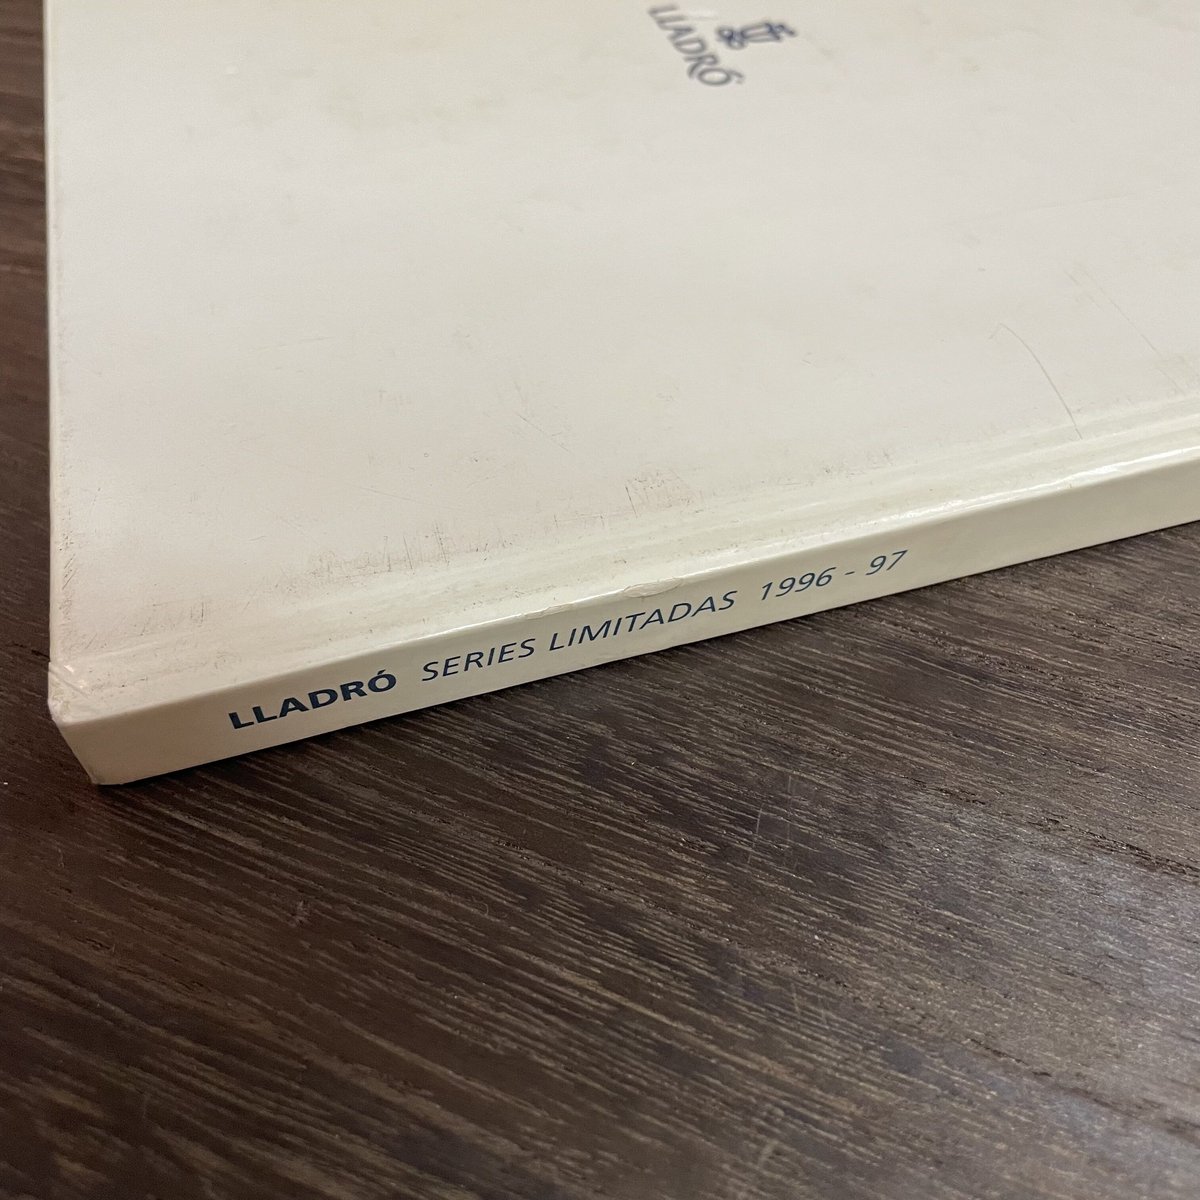 LLADRÓ
LLADRÓ SERIES LIMITADAS 1996 - 97